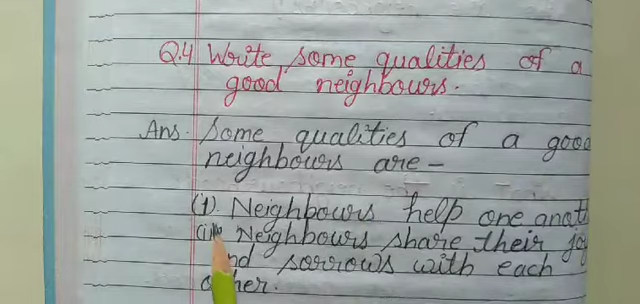 Q.4 Write some qualities of a
good neighbours.
Ans. Some qualities of a good
neighbours are –
(i) Neighbours help one
(ii) Neighbours share their
and sorrows with each
other.